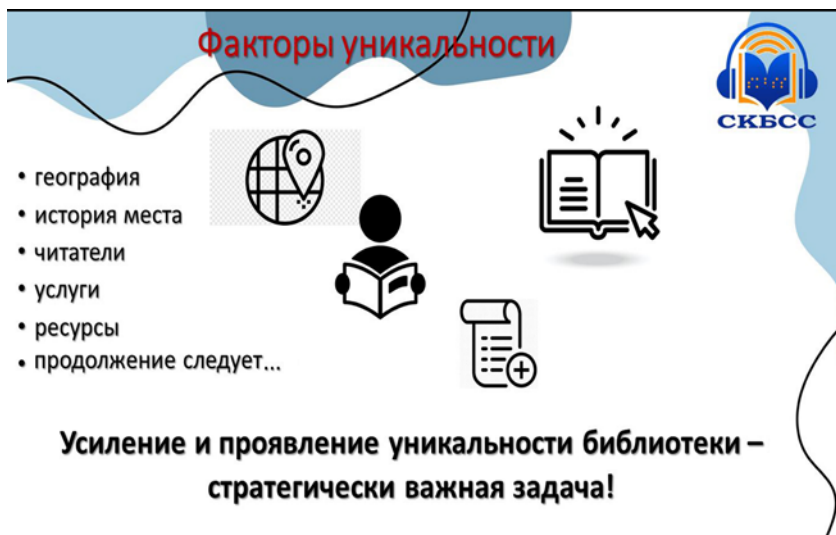 Факторы уникальности
СКБСС
• география
• история места
• читатели
• услуги
• ресурсы
• продолжение следует...
Усиление и проявление уникальности библиотеки –
стратегически важная задача!